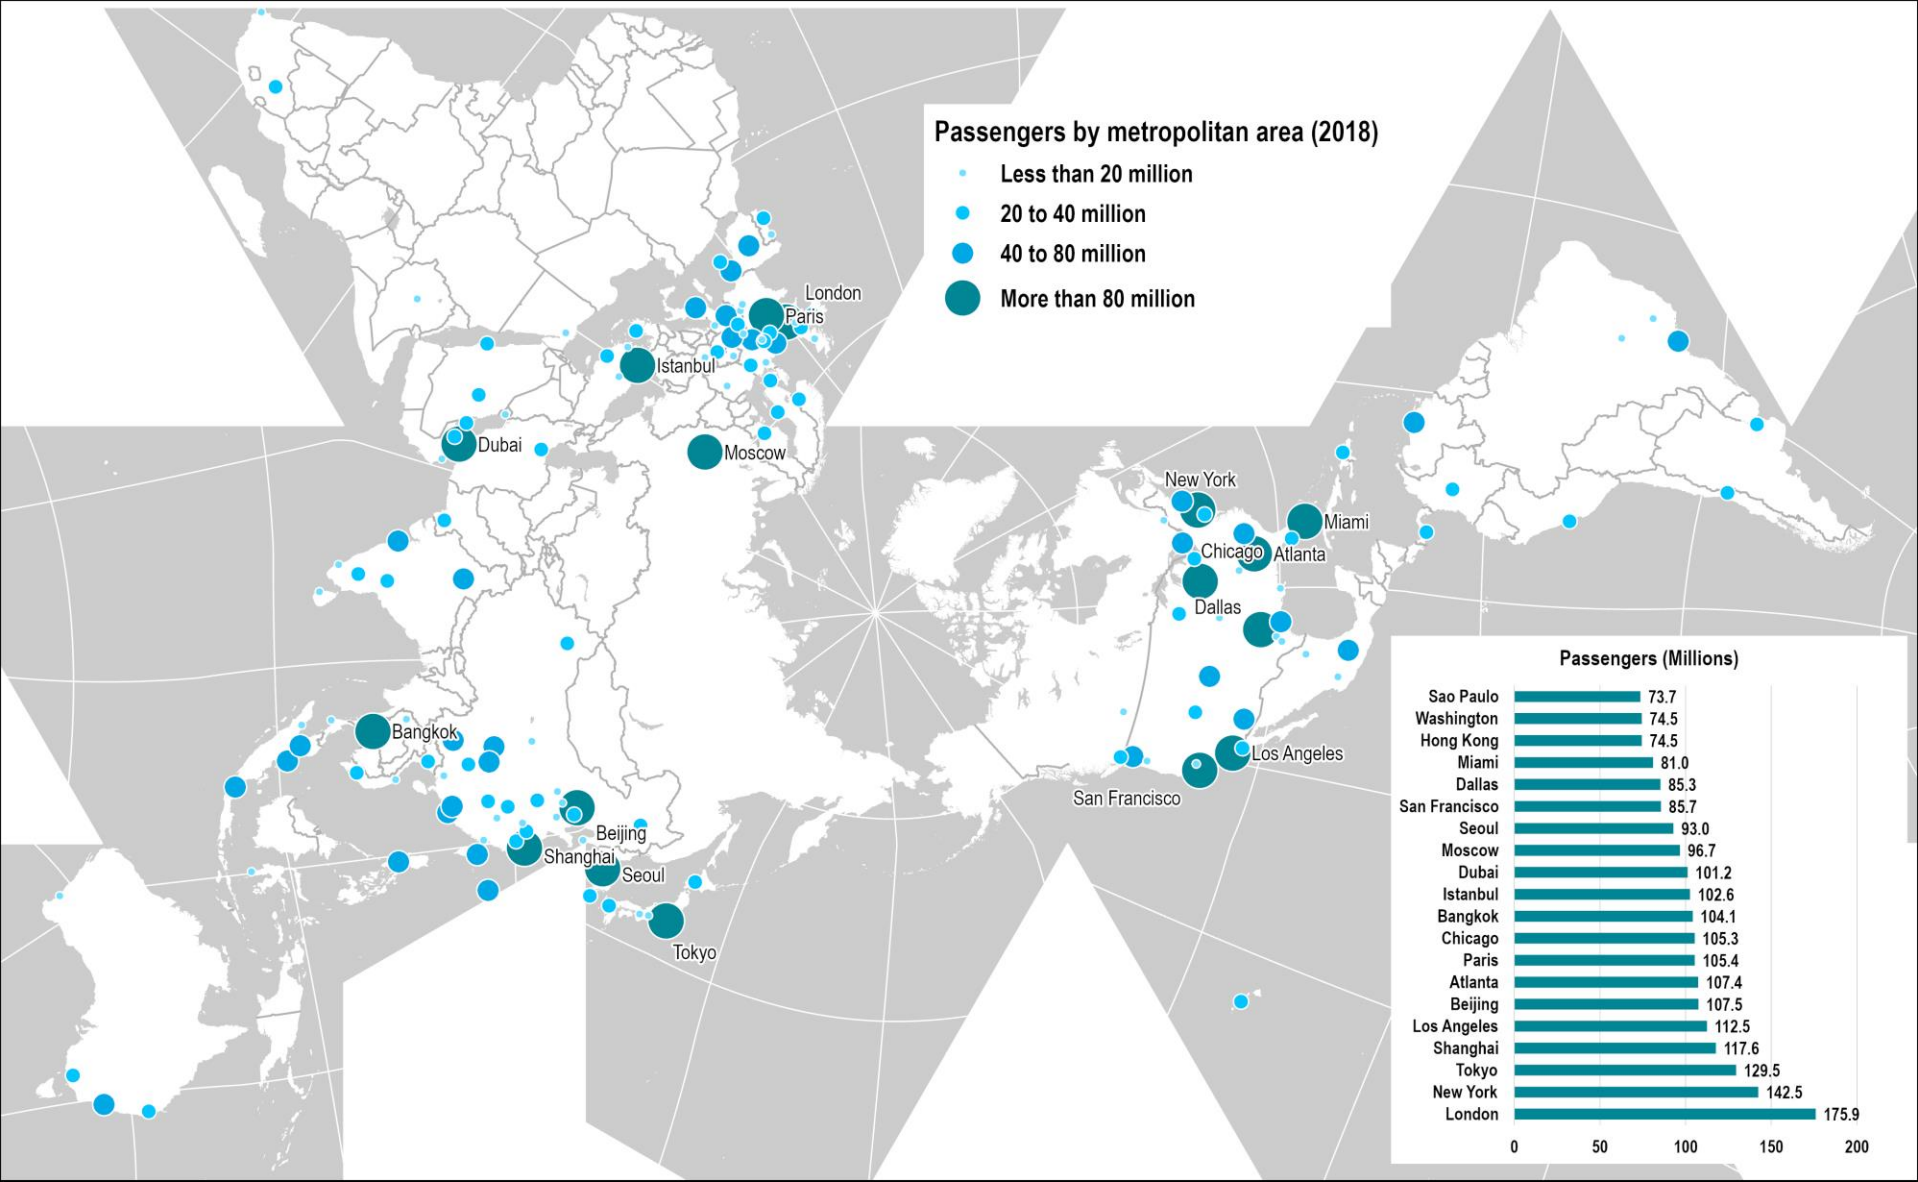 Passengers by metropolitan area (2018)
Less than 20 million
20 to 40 million
40 to 80 million
More than 80 million
London
Paris
Istanbul
Dubai
Moscow
New York
Miami
Chicago
Atlanta
Dallas
Bangkok
Los Angeles
San Francisco
Beijing
Shanghai
Seoul
Tokyo
Passengers (Millions)
Sao Paulo 73.7
Washington 74.5
Hong Kong 74.5
Miami 81.0
Dallas 85.3
San Francisco 85.7
Seoul 93.0
Moscow 96.7
Dubai 101.2
Istanbul 102.6
Bangkok 104.1
Chicago 105.3
Paris 105.4
Atlanta 107.4
Beijing 107.5
Los Angeles 112.5
Shanghai 117.6
Tokyo 129.5
New York 142.5
London 175.9
0 50 100 150 200